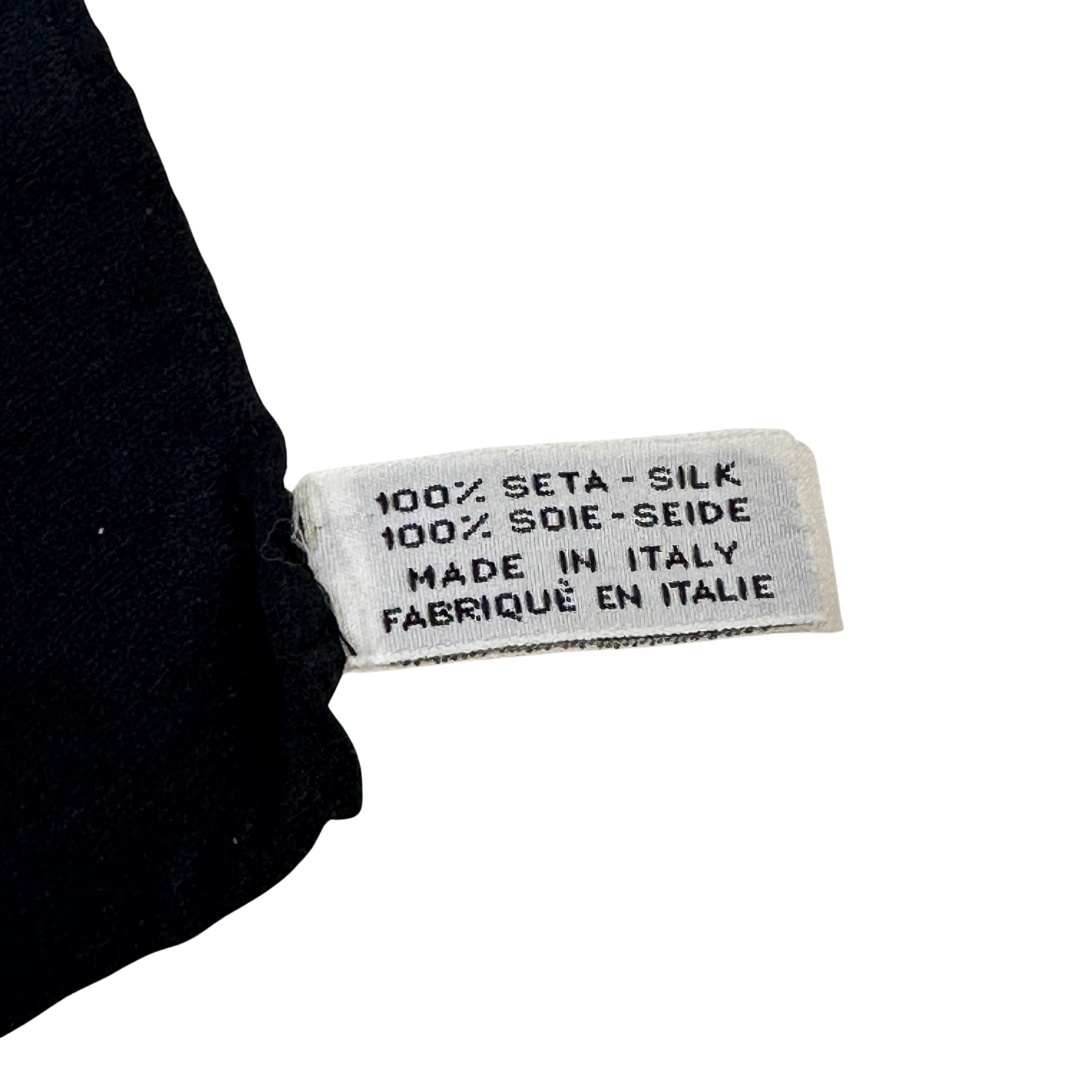 100% SETA - SILK
100% SOIE - SEIDE
MADE IN ITALY
FABRIQUÈ EN ITALIE